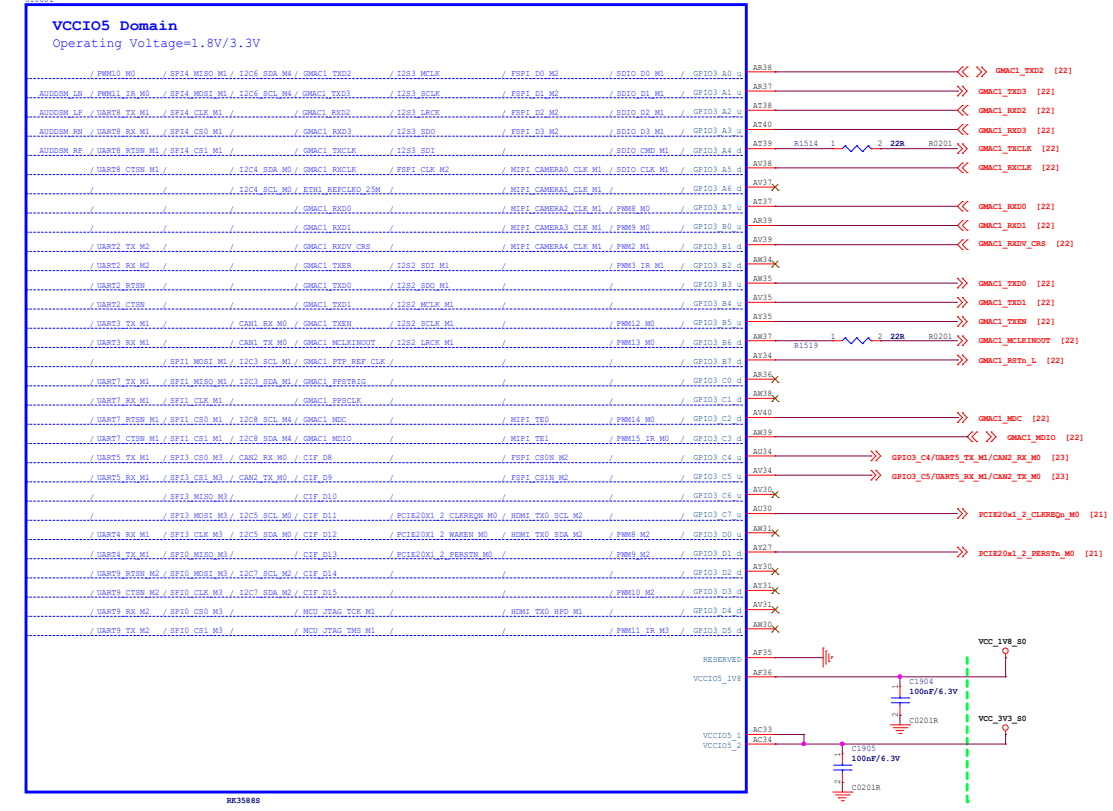 VCCIO5 Domain
Operating Voltage=1.8V/3.3V
/ PWM10_M0 / SPI4_MISO_M1 / I2C6_SDA_M4 / GMAC1_TXD2 / I2S3_MCLK / FSPI_D0_M2 / SDIO_D0_M1 / GPIO3_A0_u AR38 GMAC1_TXD2 [22]
AUDDSM_LN / PWM11_IR_M0 / SPI4_MOSI_M1 / I2C6_SCL_M4 / GMAC1_TXD3 / I2S3_SCLK / FSPI_D1_M2 / SDIO_D1_M1 / GPIO3_A1_u AR37 GMAC1_TXD3 [22]
AUDDSM_LP / UART8_TX_M1 / SPI4_CLK_M1 / / GMAC1_RXD2 / I2S3_LRCK / FSPI_D2_M2 / SDIO_D2_M1 / GPIO3_A2_u AT38 GMAC1_RXD2 [22]
AUDDSM_RN / UART8_RX_M1 / SPI4_CS0_M1 / / GMAC1_RXD3 / I2S3_SDO / FSPI_D3_M2 / SDIO_D3_M1 / GPIO3_A3_u AT40 GMAC1_RXD3 [22]
AUDDSM_RP / UART8_RTSN_M1 / SPI4_CS1_M1 / / GMAC1_TXCLK / I2S3_SDI / / SDIO_CMD_M1 / GPIO3_A4_d AT39 R1514 1 2 22R R0201 GMAC1_TXCLK [22]
/ UART8_CTSN_M1 / / I2C4_SDA_M0 / GMAC1_RXCLK / FSPI_CLK_M2 / MIPI_CAMERA0_CLK_M1 / SDIO_CLK_M1 / GPIO3_A5_d AV38 GMAC1_RXCLK [22]
/ / / I2C4_SCL_M0 / ETH1_REFCLKO_25M / / MIPI_CAMERA1_CLK_M1 / / GPIO3_A6_d AV37
/ / / / GMAC1_RXD0 / / MIPI_CAMERA2_CLK_M1 / PWM8_M0 / GPIO3_A7_u AT37 GMAC1_RXD0 [22]
/ / / / GMAC1_RXD1 / / MIPI_CAMERA3_CLK_M1 / PWM9_M0 / GPIO3_B0_u AR39 GMAC1_RXD1 [22]
/ UART2_TX_M2 / / / GMAC1_RXDV_CRS / / MIPI_CAMERA4_CLK_M1 / PWM2_M1 / GPIO3_B1_d AV39 GMAC1_RXDV_CRS [22]
/ UART2_RX_M2 / / / GMAC1_TXER / I2S2_SDI_M1 / / PWM3_IR_M1 / GPIO3_B2_d AW34
/ UART2_RTSN / / / GMAC1_TXD0 / I2S2_SDO_M1 / / / GPIO3_B3_u AW35 GMAC1_TXD0 [22]
/ UART2_CTSN / / / GMAC1_TXD1 / I2S2_MCLK_M1 / / / GPIO3_B4_u AV35 GMAC1_TXD1 [22]
/ UART3_TX_M1 / / CAN1_RX_M0 / GMAC1_TXEN / I2S2_SCLK_M1 / / PWM12_M0 / GPIO3_B5_u AY35 GMAC1_TXEN [22]
/ UART3_RX_M1 / / CAN1_TX_M0 / GMAC1_MCLKINOUT / I2S2_LRCK_M1 / / PWM13_M0 / GPIO3_B6_d AW37 R1519 1 2 22R R0201 GMAC1_MCLKINOUT [22]
/ / SPI1_MOSI_M1 / I2C3_SCL_M1 / GMAC1_PTP_REF_CLK / / / / GPIO3_B7_d AY34 GMAC1_RSTn_L [22]
/ UART7_TX_M1 / SPI1_MISO_M1 / I2C3_SDA_M1 / GMAC1_PPSTRIG / / / / GPIO3_C0_d AR36
/ UART7_RX_M1 / SPI1_CLK_M1 / / GMAC1_PPSCLK / / / / GPIO3_C1_d AW38
/ UART7_RTSN_M1 / SPI1_CS0_M1 / I2C8_SCL_M4 / GMAC1_MDC / / MIPI_TE0 / PWM14_M0 / GPIO3_C2_d AV40 GMAC1_MDC [22]
/ UART7_CTSN_M1 / SPI1_CS1_M1 / I2C8_SDA_M4 / GMAC1_MDIO / / MIPI_TE1 / PWM15_IR_M0 / GPIO3_C3_d AW39 GMAC1_MDIO [22]
/ UART5_TX_M1 / SPI3_CS0_M3 / CAN2_RX_M0 / CIF_D8 / / FSPI_CS0N_M2 / / GPIO3_C4_u AU34 GPIO3_C4/UART5_TX_M1/CAN2_RX_M0 [23]
/ UART5_RX_M1 / SPI3_CS1_M3 / CAN2_TX_M0 / CIF_D9 / / FSPI_CS1N_M2 / / GPIO3_C5_u AV34 GPIO3_C5/UART5_RX_M1/CAN2_TX_M0 [23]
/ / SPI3_MISO_M3 / / CIF_D10 / / / / GPIO3_C6_u AV30
/ / SPI3_MOSI_M3 / I2C5_SCL_M0 / CIF_D11 / PCIE20X1_2_CLKREQN_M0 / HDMI_TX0_SCL_M2 / / GPIO3_C7_u AU30 PCIE20x1_2_CLKREQn_M0 [21]
/ UART4_RX_M1 / SPI3_CLK_M3 / I2C5_SDA_M0 / CIF_D12 / PCIE20X1_2_WAKEN_M0 / HDMI_TX0_SDA_M2 / PWM8_M2 / GPIO3_D0_u AW31
/ UART4_TX_M1 / SPI0_MISO_M3 / / CIF_D13 / PCIE20X1_2_PERSTN_M0 / / PWM9_M2 / GPIO3_D1_d AY27 PCIE20x1_2_PERSTn_M0 [21]
/ UART9_RTSN_M2 / SPI0_MOSI_M3 / I2C7_SCL_M2 / CIF_D14 / / / / GPIO3_D2_d AY30
/ UART9_CTSN_M2 / SPI0_CLK_M3 / I2C7_SDA_M2 / CIF_D15 / / / PWM10_M2 / GPIO3_D3_d AY31
/ UART9_RX_M2 / SPI0_CS0_M3 / / MCU_JTAG_TCK_M1 / / HDMI_TX0_HPD_M1 / / GPIO3_D4_d AV31
/ UART9_TX_M2 / SPI0_CS1_M3 / / MCU_JTAG_TMS_M1 / / / PWM11_IR_M3 / GPIO3_D5_d AW30
VCC_1V8_S0
RESERVED AF35
VCCIO5_1V8 AF36
1 C1904
100nF/6.3V
2 C0201R
VCC_3V3_S0
VCCIO5_1 AC33
VCCIO5_2 AC34
1 C1905
100nF/6.3V
2 C0201R
RK3588S